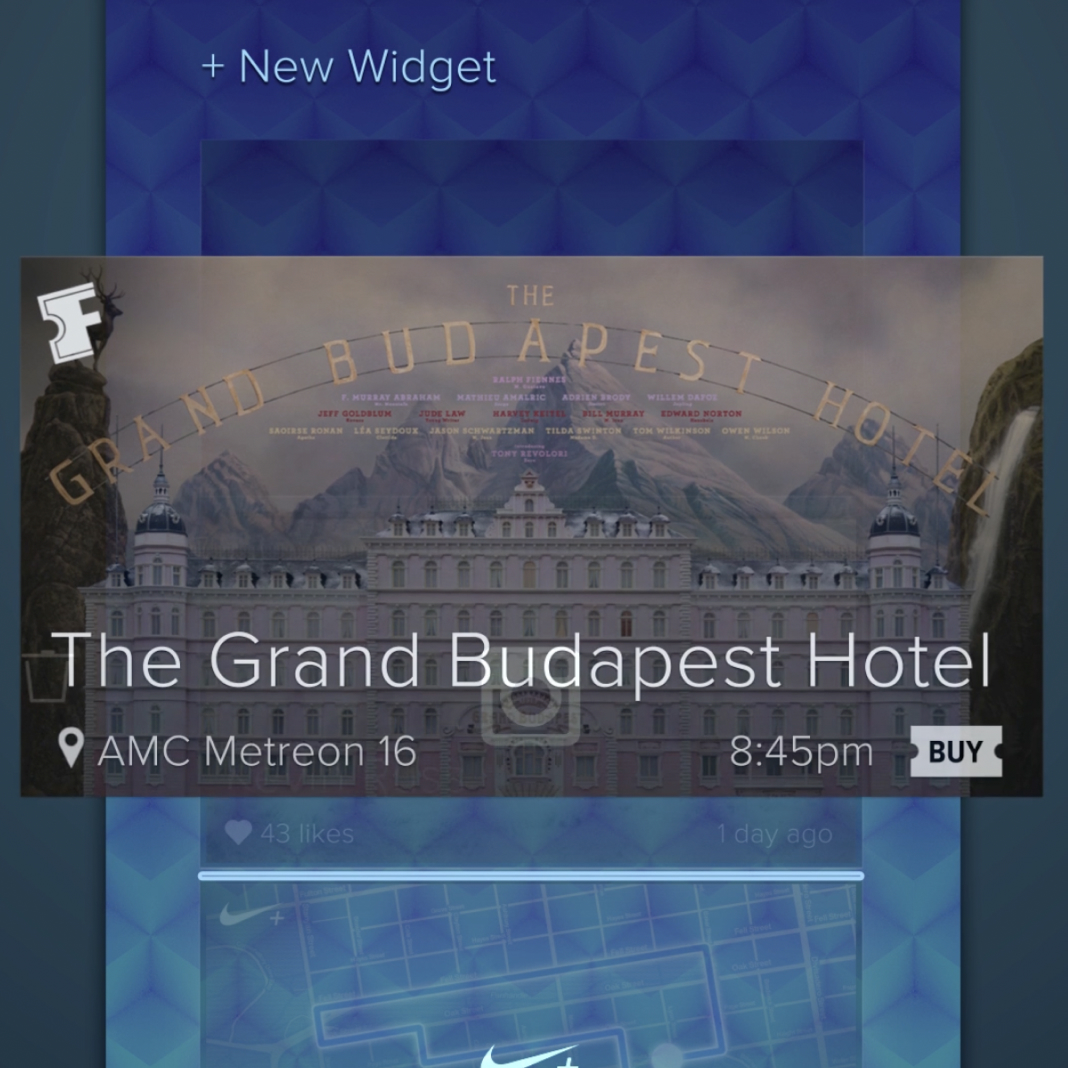 + New Widget
F
THE
GRAND BUDAPEST HOTEL
RALPH FIENNES
F. MURRAY ABRAHAM MATHIEU AMALRIC ADRIEN BRODY WILLEM DAFOE
JEFF GOLDBLUM JUDE LAW HARVEY KEITEL BILL MURRAY EDWARD NORTON
SAOIRSE RONAN LÉA SEYDOUX JASON SCHWARTZMAN TILDA SWINTON TOM WILKINSON OWEN WILSON
TONY REVOLORI
The Grand Budapest Hotel
AMC Metreon 16 8:45pm BUY
43 likes 1 day ago
+
+